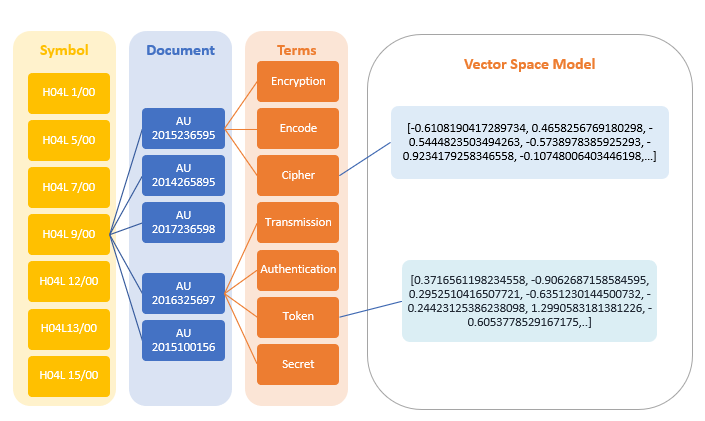 Symbol
H04L 1/00
H04L 5/00
H04L 7/00
H04L 9/00
H04L 12/00
H04L13/00
H04L 15/00
Document
AU
2015236595
AU
2014265895
AU
2017236598
AU
2016325697
AU
2015100156
Terms
Encryption
Encode
Cipher
Transmission
Authentication
Token
Secret
Vector Space Model
[-0.6108190417289734, 0.4658256769180298, -
0.5444823503494263, -0.5738978385925293, -
0.9234179258346558, -0.10748006403446198,...]
[0.3716561198234558, -0.9062687158584595,
0.2952510416507721, -0.6351230144500732, -
0.24423125386238098, 1.2990583181381226, -
0.6053778529167175,..]